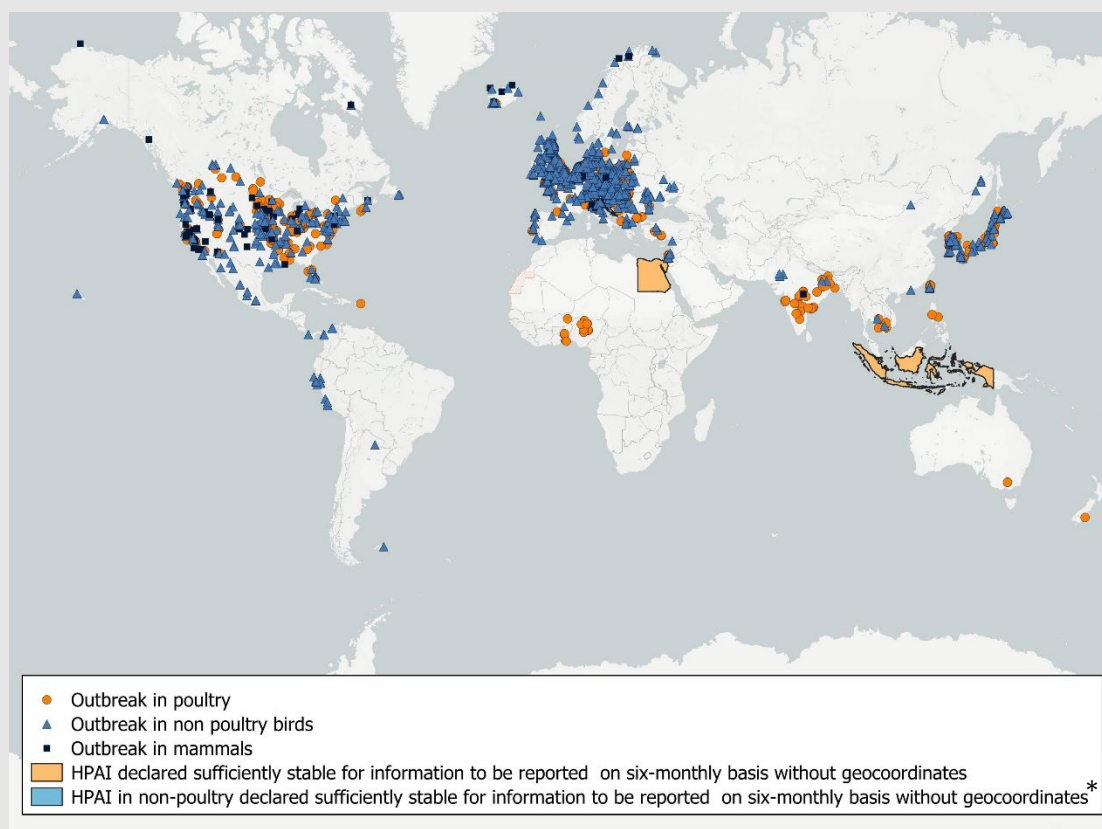 Outbreak in poultry
Outbreak in non poultry birds
Outbreak in mammals
HPAI declared sufficiently stable for information to be reported on six-monthly basis without geocoordinates
HPAI in non-poultry declared sufficiently stable for information to be reported on six-monthly basis without geocoordinates*